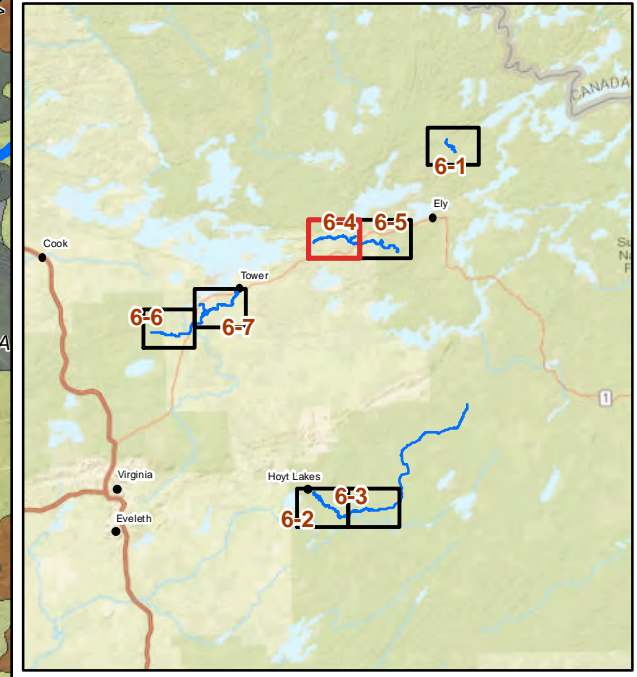 CANADA
6-1
Ely
6-4
6-5
Cook
Tower
6-6
6-7
1
Virginia
Hoyt Lakes
6-3
6-2
Eveleth